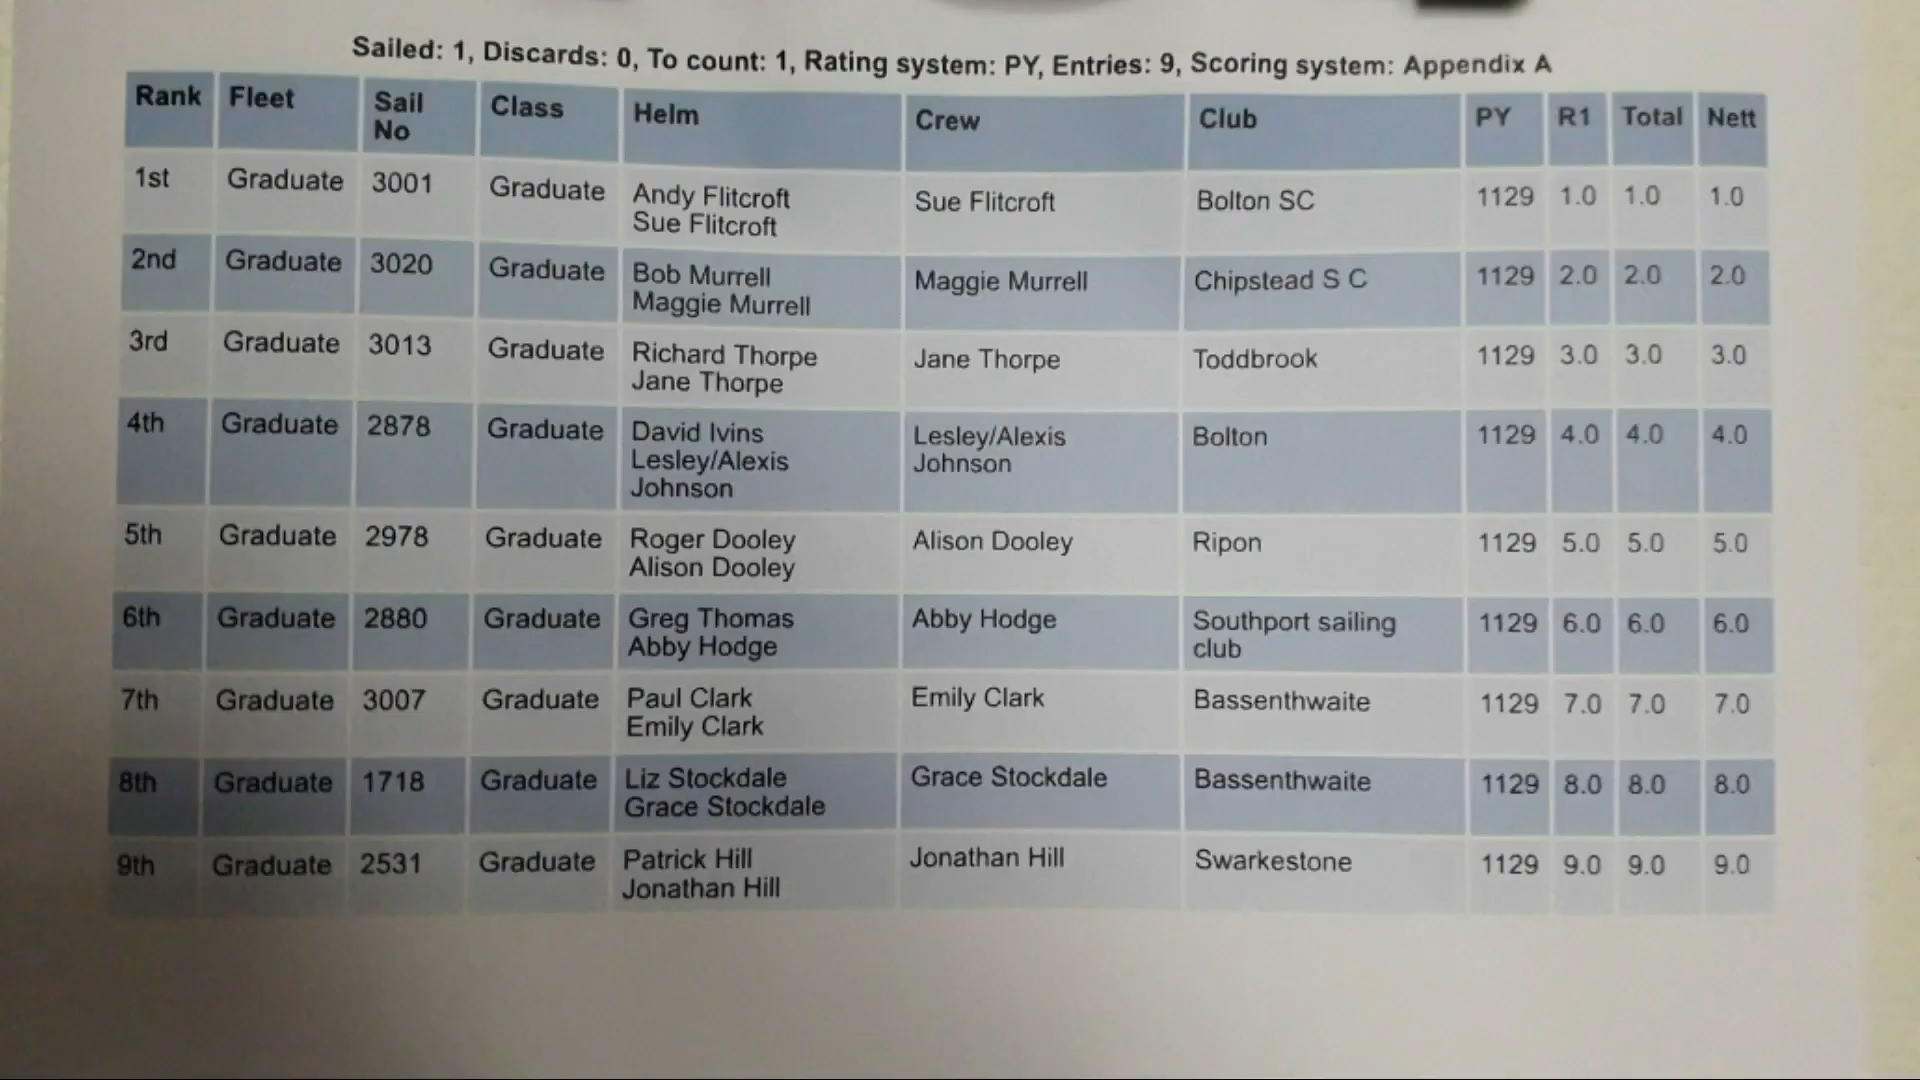 Sailed: 1, Discards: 0, To count: 1, Rating system: PY, Entries: 9, Scoring system: Appendix A
Rank Fleet Sail No Class Helm Crew Club PY R1 Total Nett
1st Graduate 3001 Graduate Andy Flitcroft Sue Flitcroft Bolton SC 1129 1.0 1.0 1.0
Sue Flitcroft
2nd Graduate 3020 Graduate Bob Murrell Maggie Murrell Chipstead S C 1129 2.0 2.0 2.0
Maggie Murrell
3rd Graduate 3013 Graduate Richard Thorpe Jane Thorpe Toddbrook 1129 3.0 3.0 3.0
Jane Thorpe
4th Graduate 2878 Graduate David Ivins Lesley/Alexis Bolton 1129 4.0 4.0 4.0
Lesley/Alexis Johnson
Johnson
5th Graduate 2978 Graduate Roger Dooley Alison Dooley Ripon 1129 5.0 5.0 5.0
Alison Dooley
6th Graduate 2880 Graduate Greg Thomas Abby Hodge Southport sailing 1129 6.0 6.0 6.0
Abby Hodge club
7th Graduate 3007 Graduate Paul Clark Emily Clark Bassenthwaite 1129 7.0 7.0 7.0
Emily Clark
8th Graduate 1718 Graduate Liz Stockdale Grace Stockdale Bassenthwaite 1129 8.0 8.0 8.0
Grace Stockdale
9th Graduate 2531 Graduate Patrick Hill Jonathan Hill Swarkestone 1129 9.0 9.0 9.0
Jonathan Hill